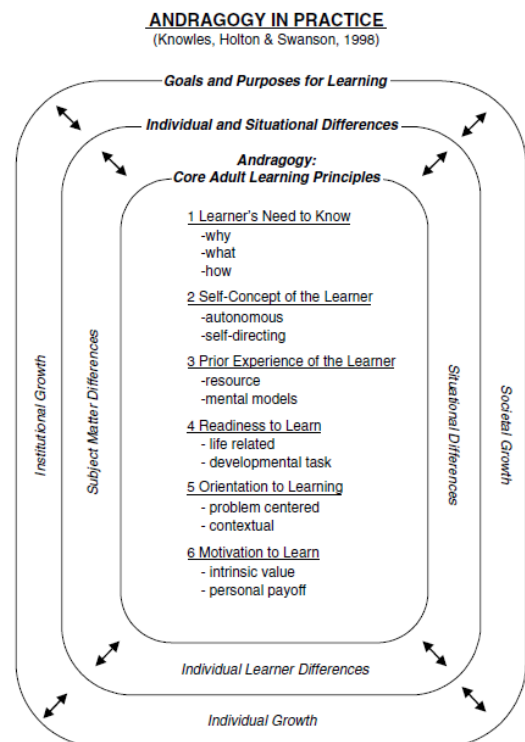 ANDRAGOGY IN PRACTICE
(Knowles, Holton & Swanson, 1998)
Goals and Purposes for Learning
Individual and Situational Differences
Andragogy:
Core Adult Learning Principles
1 Learner's Need to Know
-why
-what
-how
2 Self-Concept of the Learner
-autonomous
-self-directing
3 Prior Experience of the Learner
-resource
-mental models
4 Readiness to Learn
- life related
- developmental task
5 Orientation to Learning
- problem centered
- contextual
6 Motivation to Learn
- intrinsic value
- personal payoff
Institutional Growth
Subject Matter Differences
Situational Differences
Societal Growth
Individual Learner Differences
Individual Growth